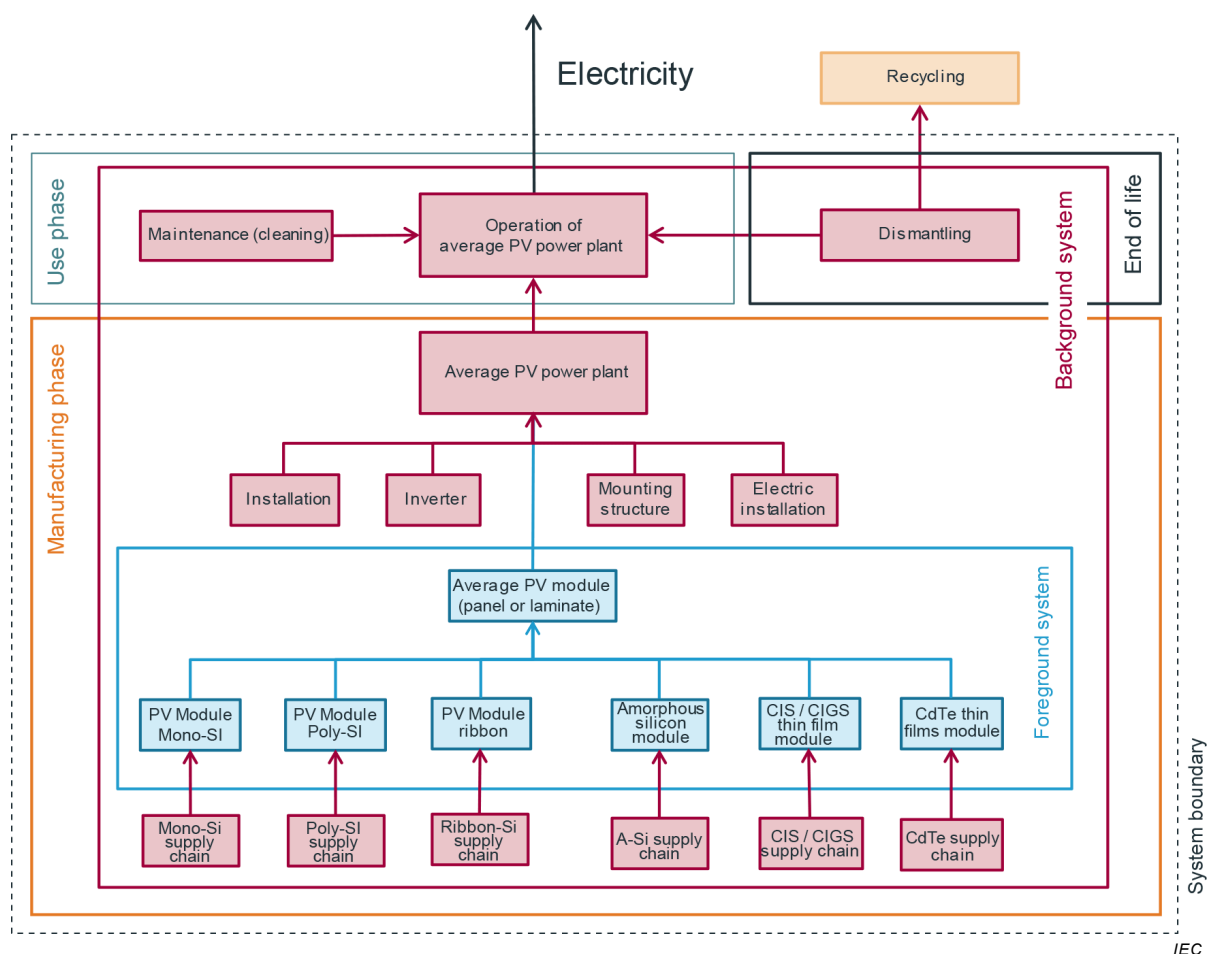 Electricity
Recycling
Use phase
Maintenance (cleaning)
Operation of
average PV power plant
Dismantling
End of life
Background system
Manufacturing phase
Average PV power plant
Installation
Inverter
Mounting
structure
Electric
installation
Average PV module
(panel or laminate)
Foreground system
PV Module
Mono-SI
PV Module
Poly-SI
PV Module
ribbon
Amorphous
silicon
module
CIS / CIGS
thin film
module
CdTe thin
films module
Mono-Si
supply
chain
Poly-SI
supply
chain
Ribbon-Si
supply
chain
A-Si supply
chain
CIS / CIGS
supply chain
CdTe supply
chain
System boundary
IEC